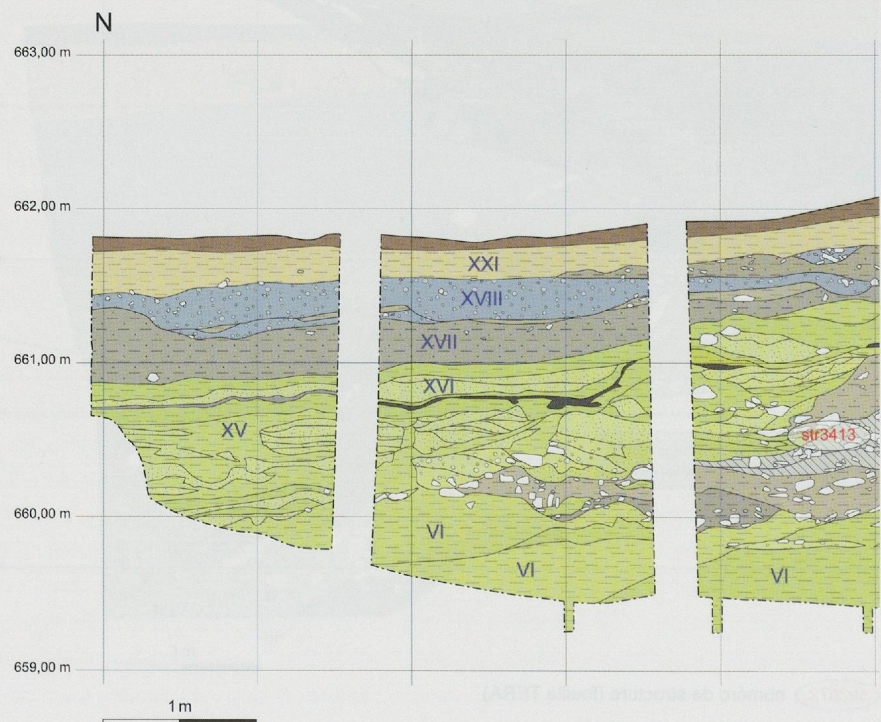 N
663,00 m
662,00 m
XXI
XVIII
XVII
661,00 m
XVI
XV
str3413
660,00 m
VI
VI
VI
659,00 m
1 m